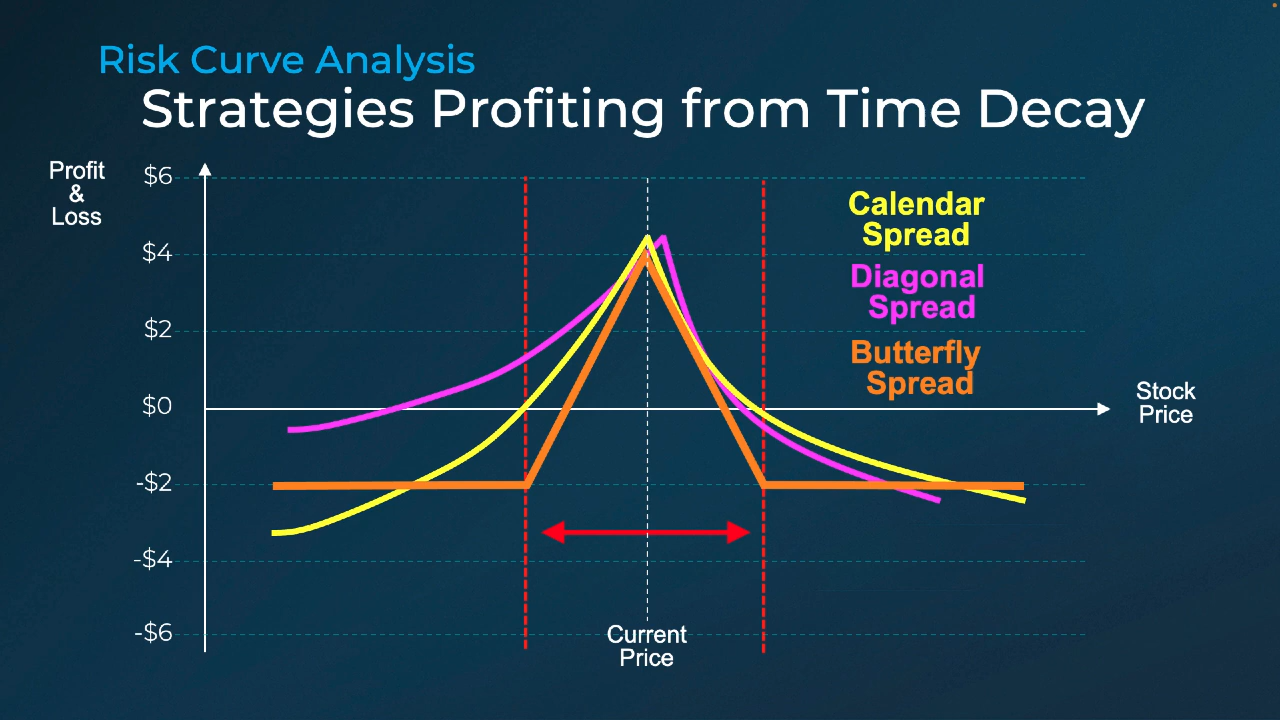 Risk Curve Analysis
Strategies Profiting from Time Decay
Profit
&
Loss
$6
$4
$2
$0
-$2
-$4
-$6
Calendar
Spread
Diagonal
Spread
Butterfly
Spread
Stock
Price
Current
Price